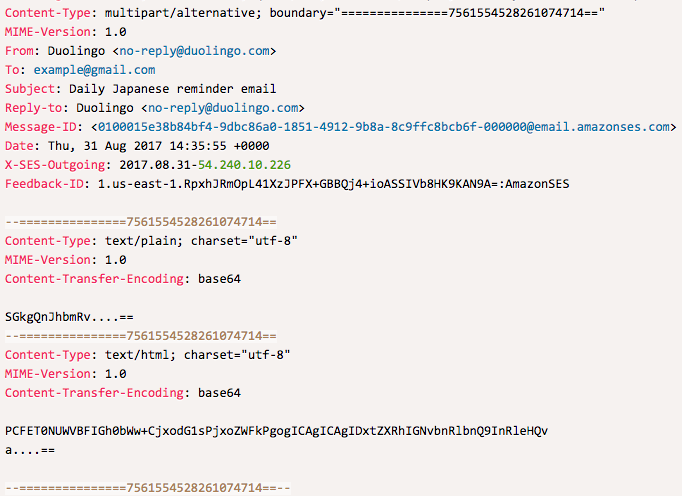 Content-Type: multipart/alternative; boundary="===============7561554528261074714=="
MIME-Version: 1.0
From: Duolingo <no-reply@duolingo.com>
To: example@gmail.com
Subject: Daily Japanese reminder email
Reply-to: Duolingo <no-reply@duolingo.com>
Message-ID: <0100015e38b84bf4-9dbc86a0-1851-4912-9b8a-8c9ffc8bcb6f-000000@email.amazonses.com>
Date: Thu, 31 Aug 2017 14:35:55 +0000
X-SES-Outgoing: 2017.08.31-54.240.10.226
Feedback-ID: 1.us-east-1.RpxhJRmOpL41XzJPFX+GBBQj4+ioASSIVb8HK9KAN9A=:AmazonSES

--===============7561554528261074714==
Content-Type: text/plain; charset="utf-8"
MIME-Version: 1.0
Content-Transfer-Encoding: base64

SGkgQnJhbmRv....==
--===============7561554528261074714==
Content-Type: text/html; charset="utf-8"
MIME-Version: 1.0
Content-Transfer-Encoding: base64

PCFET0NUWVBFIGh0bWw+CjxodG1sPjxoZWFkPgogICAgICAgIDxtZXRhIGNvbnRlbnQ9InRleHQv
a....==

--===============7561554528261074714==--